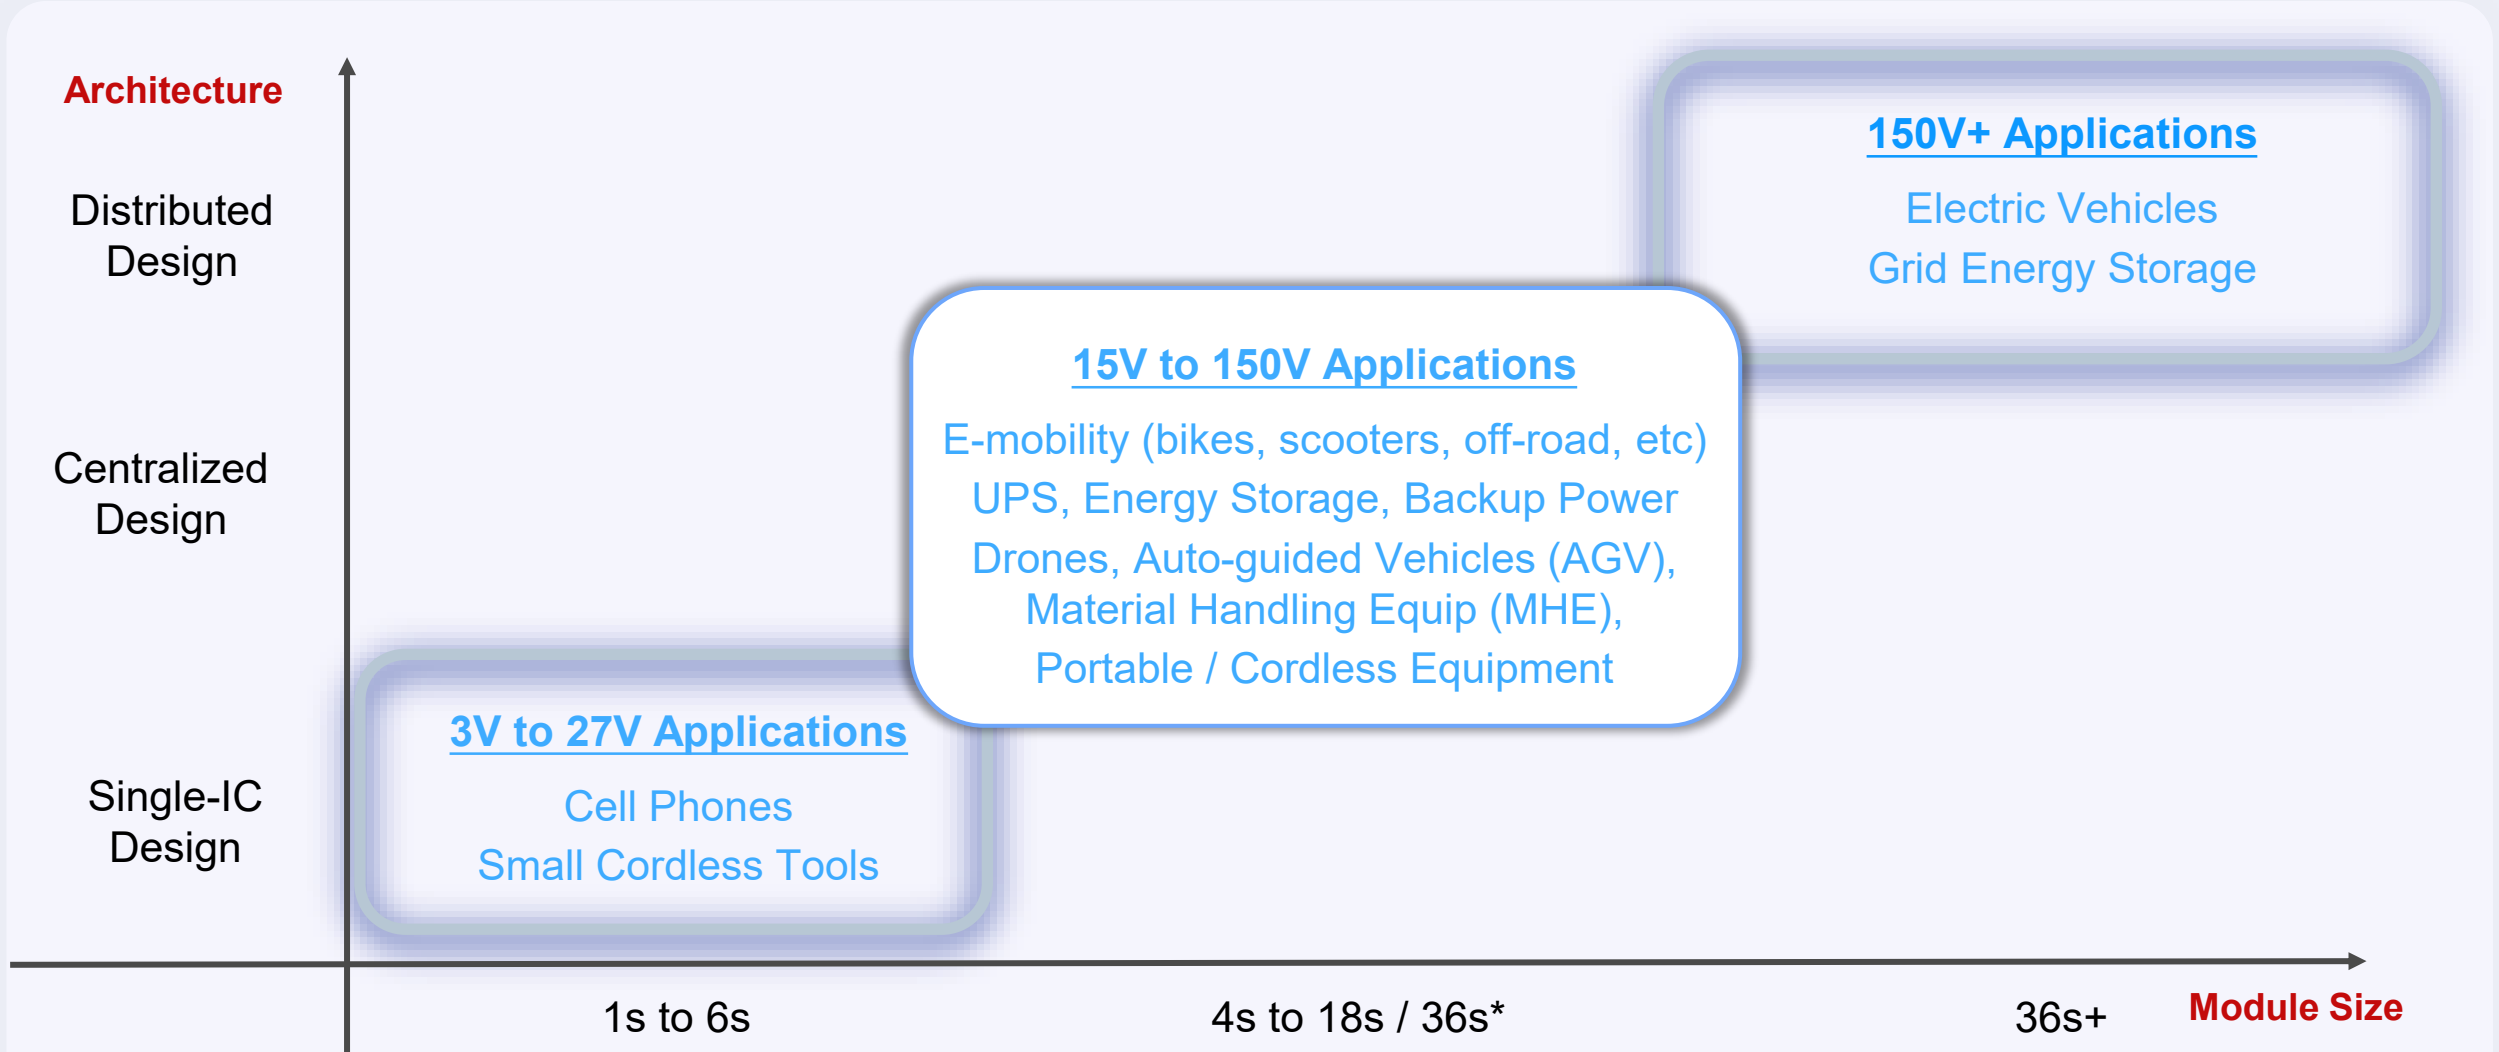 Architecture
Distributed
Design
Centralized
Design
Single-IC
Design
150V+ Applications
Electric Vehicles
Grid Energy Storage
15V to 150V Applications
E-mobility (bikes, scooters, off-road, etc)
UPS, Energy Storage, Backup Power
Drones, Auto-guided Vehicles (AGV),
Material Handling Equip (MHE),
Portable / Cordless Equipment
3V to 27V Applications
Cell Phones
Small Cordless Tools
1s to 6s
4s to 18s / 36s*
36s+
Module Size